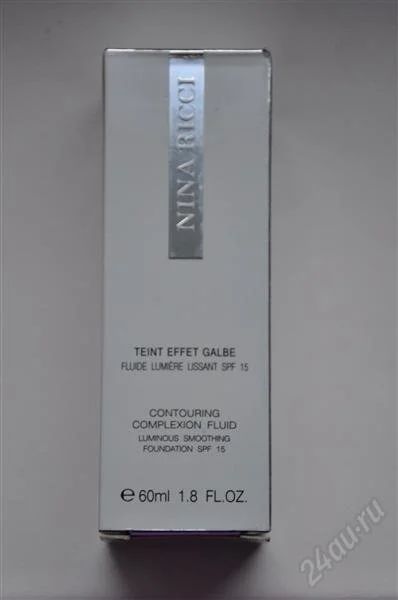 NINA RICCI
TEINT EFFET GALBE
FLUIDE LUMIÈRE LISSANT SPF 15
CONTOURING
COMPLEXION FLUID
LUMINOUS SMOOTHING
FOUNDATION SPF 15
℮ 60ml 1.8 FL.OZ.
24au.ru